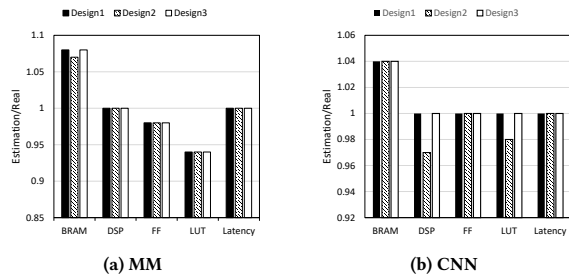 Design1 Design2 Design3
Estimation/Real
1.1
1.05
1
0.95
0.9
0.85
BRAM DSP FF LUT Latency
(a) MM
Design1 Design2 Design3
Estimation/Real
1.06
1.04
1.02
1
0.98
0.96
0.94
0.92
BRAM DSP FF LUT Latency
(b) CNN